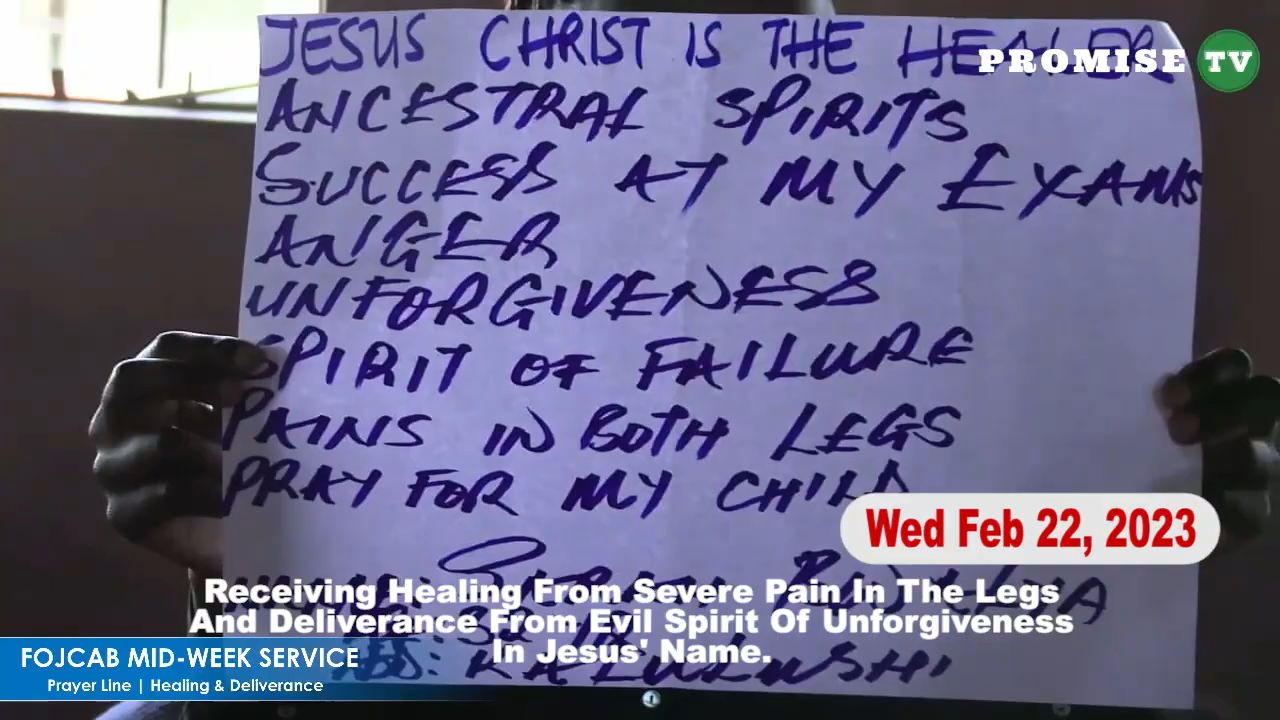 JESUS CHRIST IS THE HEALER
PROMISE TV
ANCESTRAL SPIRITS
SUCCESS AT MY EXAMS
ANGER
UNFORGIVENESS
SPIRIT OF FAILURE
PAINS IN BOTH LEGS
PRAY FOR MY CHILD
Wed Feb 22, 2023
Receiving Healing From Severe Pain In The Legs
And Deliverance From Evil Spirit Of Unforgiveness
In Jesus' Name.
FOJCAB MID-WEEK SERVICE
Prayer Line | Healing & Deliverance